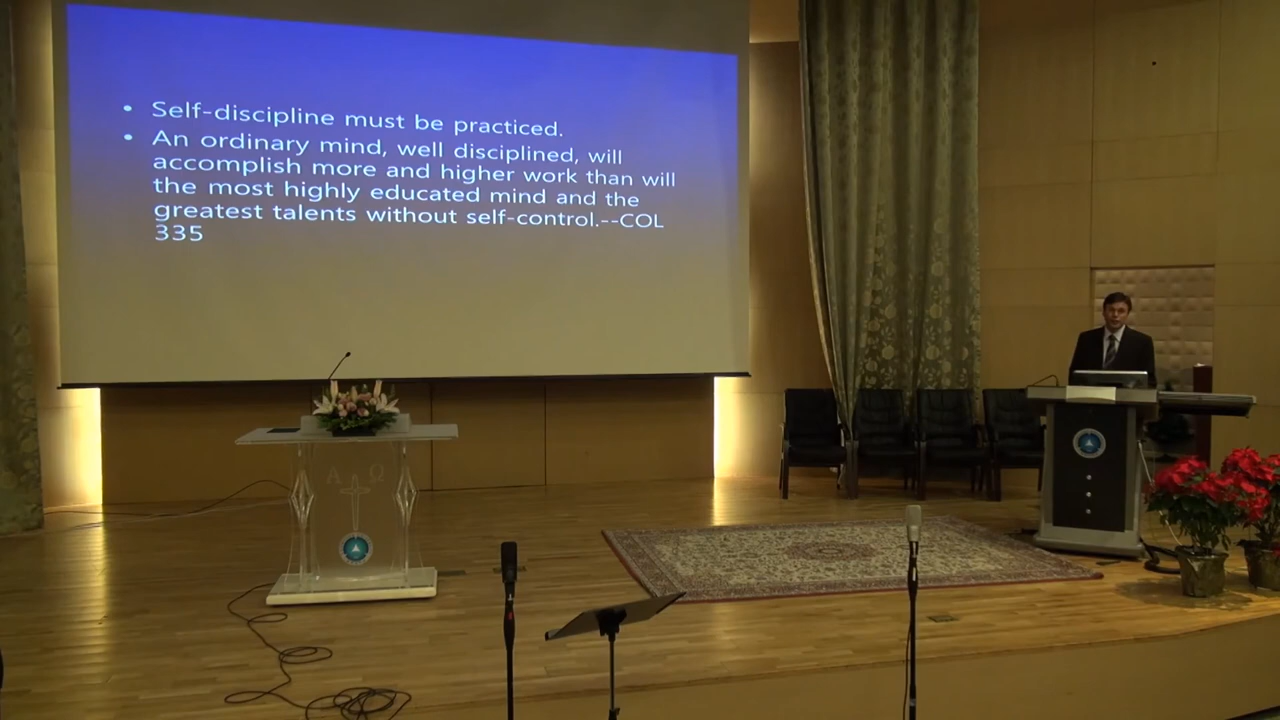 • Self-discipline must be practiced.
• An ordinary mind, well disciplined, will
accomplish more and higher work than will
the most highly educated mind and the
greatest talents without self-control.--COL
335
Α Ω